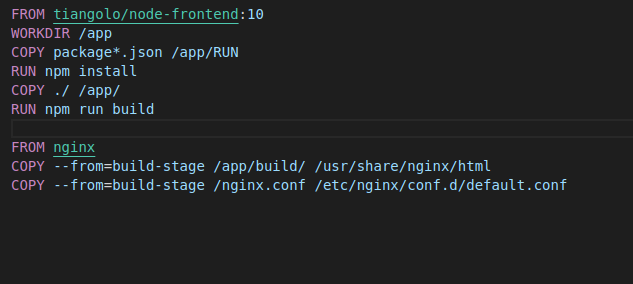 FROM tiangolo/node-frontend:10
WORKDIR /app
COPY package*.json /app/RUN
RUN npm install
COPY ./ /app/
RUN npm run build
FROM nginx
COPY --from=build-stage /app/build/ /usr/share/nginx/html
COPY --from=build-stage /nginx.conf /etc/nginx/conf.d/default.conf